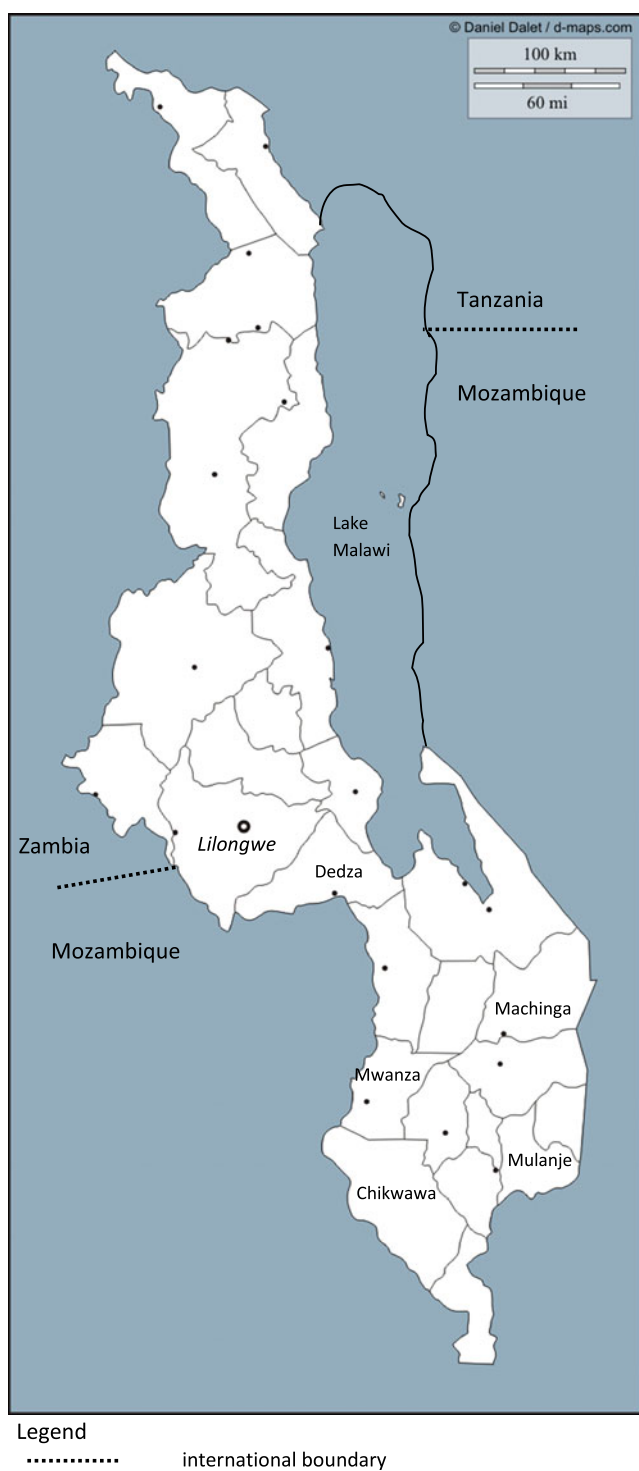 © Daniel Dalet / d-maps.com
100 km
60 mi
Tanzania
Mozambique
Lake
Malawi
Zambia
Lilongwe
Dedza
Mozambique
Machinga
Mwanza
Mulanje
Chikwawa
Legend
international boundary